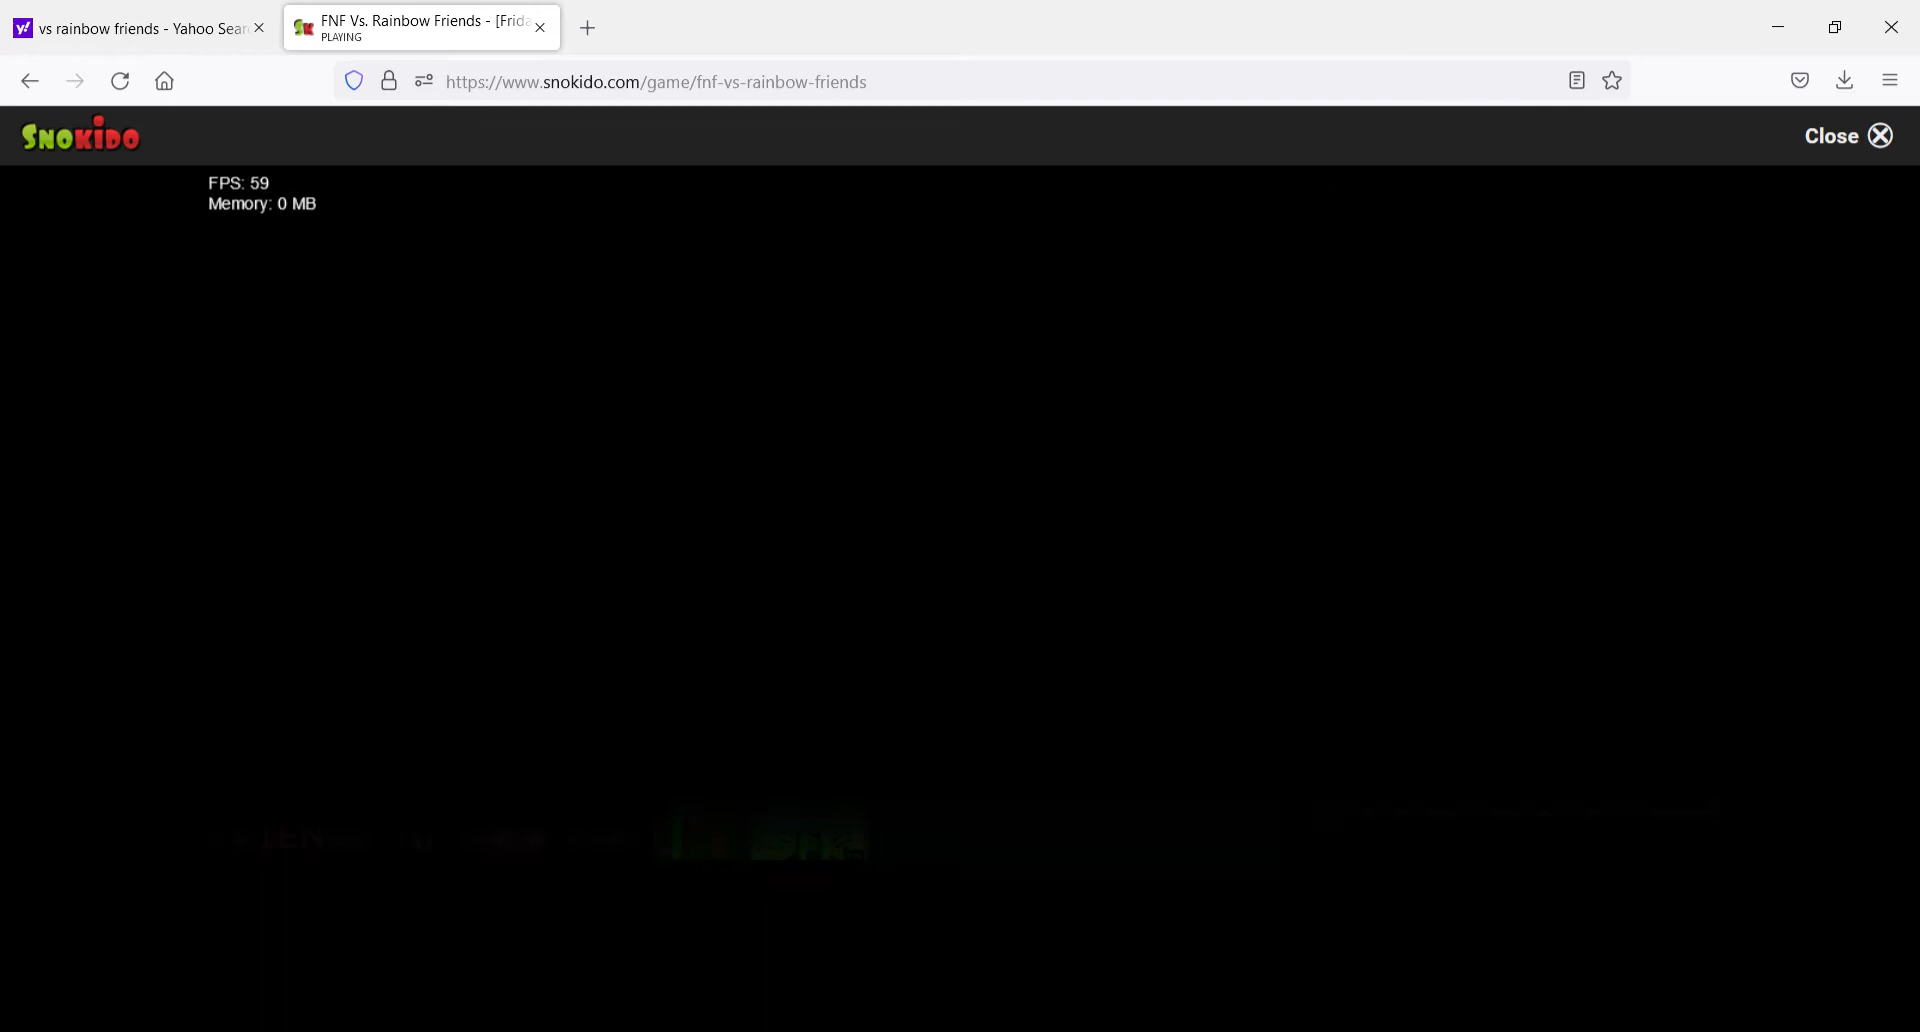 vs rainbow friends - Yahoo Sear
FNF Vs. Rainbow Friends - [Frida
PLAYING
https://www.snokido.com/game/fnf-vs-rainbow-friends
SNOKIDO
Close
FPS: 59
Memory: 0 MB